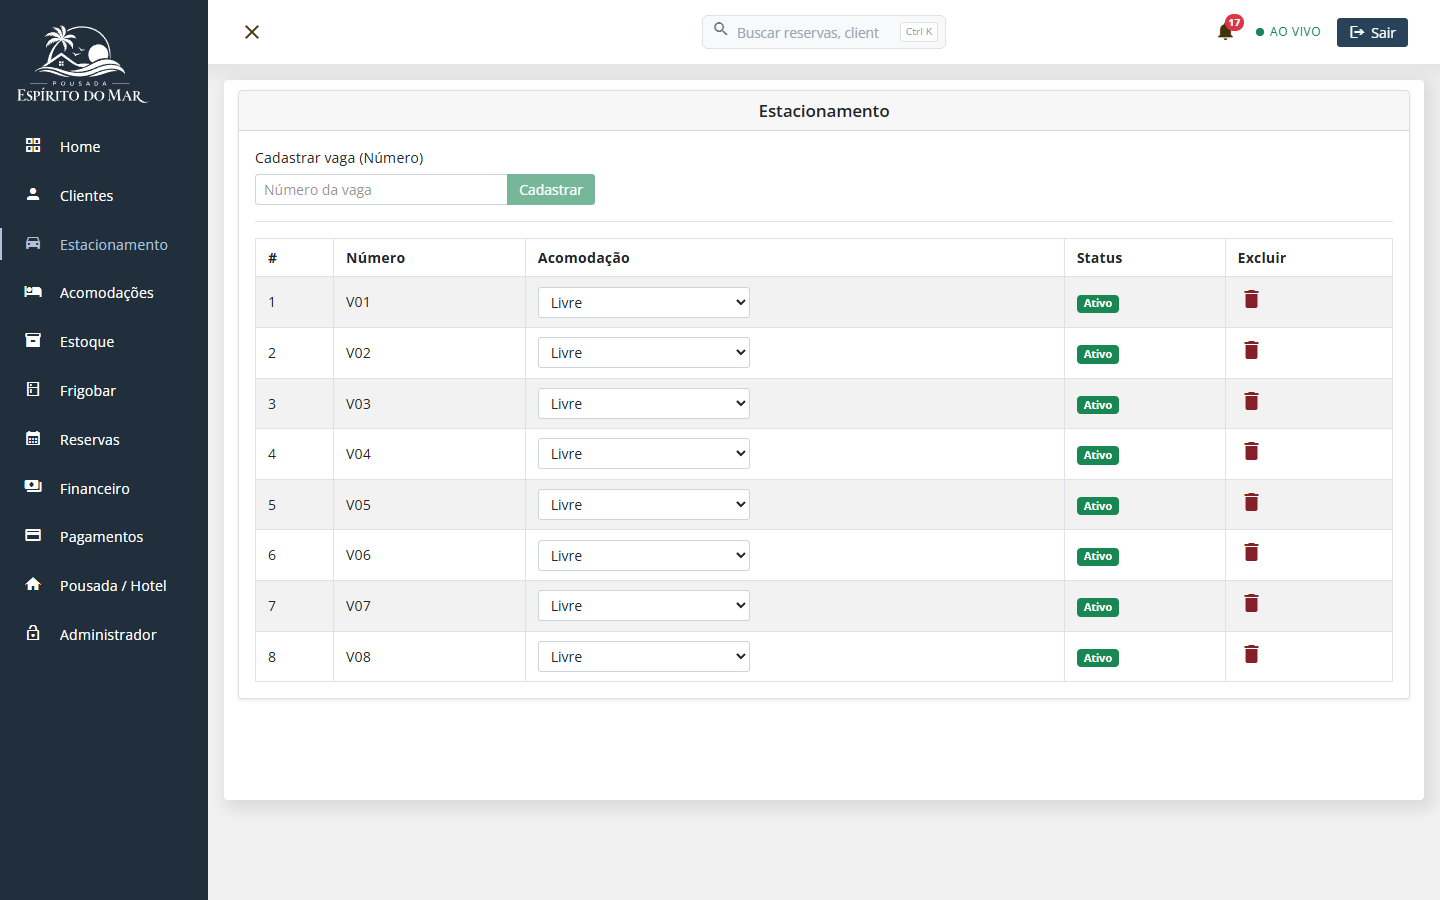 POUSADA
ESPÍRITO DO MAR
Home
Clientes
Estacionamento
Acomodações
Estoque
Frigobar
Reservas
Financeiro
Pagamentos
Pousada / Hotel
Administrador
Buscar reservas, client
Ctrl K
17
AO VIVO
Sair
Estacionamento
Cadastrar vaga (Número)
Número da vaga
Cadastrar
# Número Acomodação Status Excluir
1 V01 Livre Ativo
2 V02 Livre Ativo
3 V03 Livre Ativo
4 V04 Livre Ativo
5 V05 Livre Ativo
6 V06 Livre Ativo
7 V07 Livre Ativo
8 V08 Livre Ativo